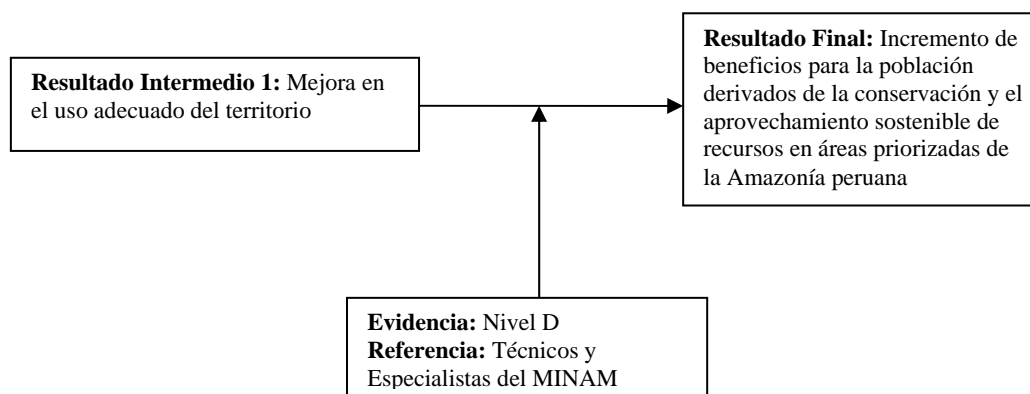 Resultado Intermedio 1: Mejora en
el uso adecuado del territorio
Resultado Final: Incremento de
beneficios para la población
derivados de la conservación y el
aprovechamiento sostenible de
recursos en áreas priorizadas de
la Amazonía peruana
Evidencia: Nivel D
Referencia: Técnicos y
Especialistas del MINAM